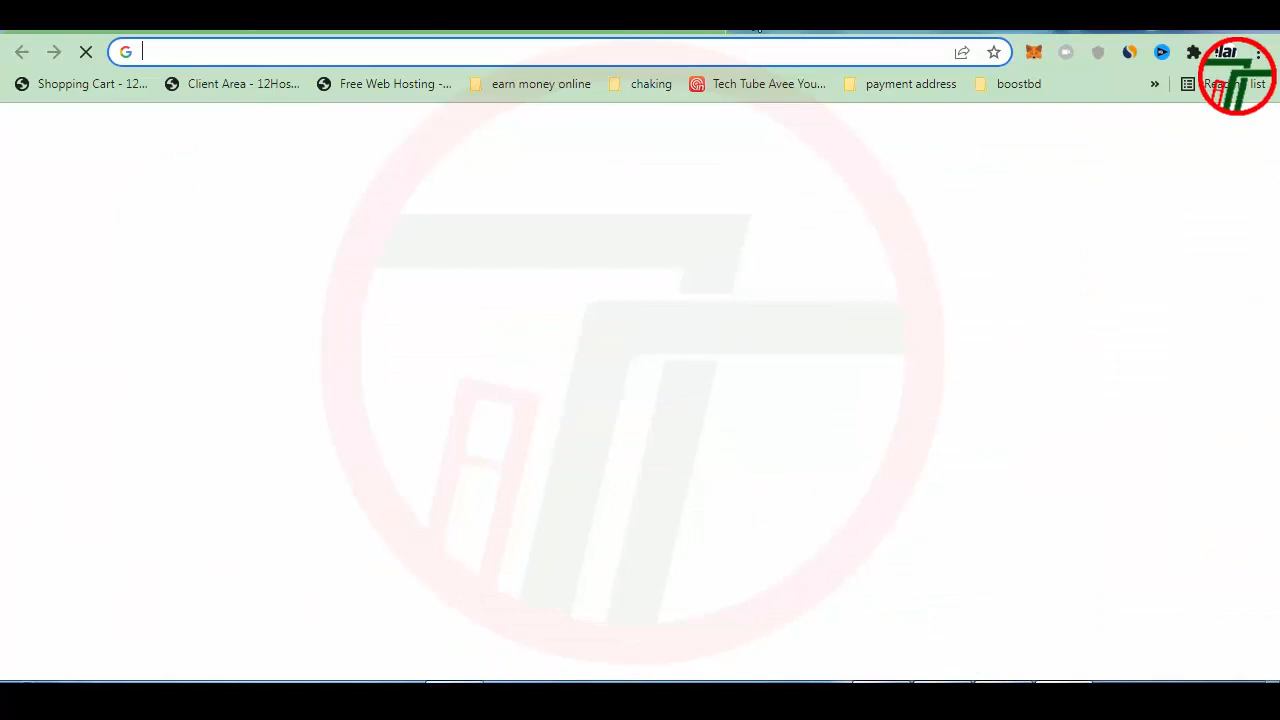 Shopping Cart - 12...
Client Area - 12Hos...
Free Web Hosting -...
earn money online
chaking
Tech Tube Avee You...
payment address
boostbd
»